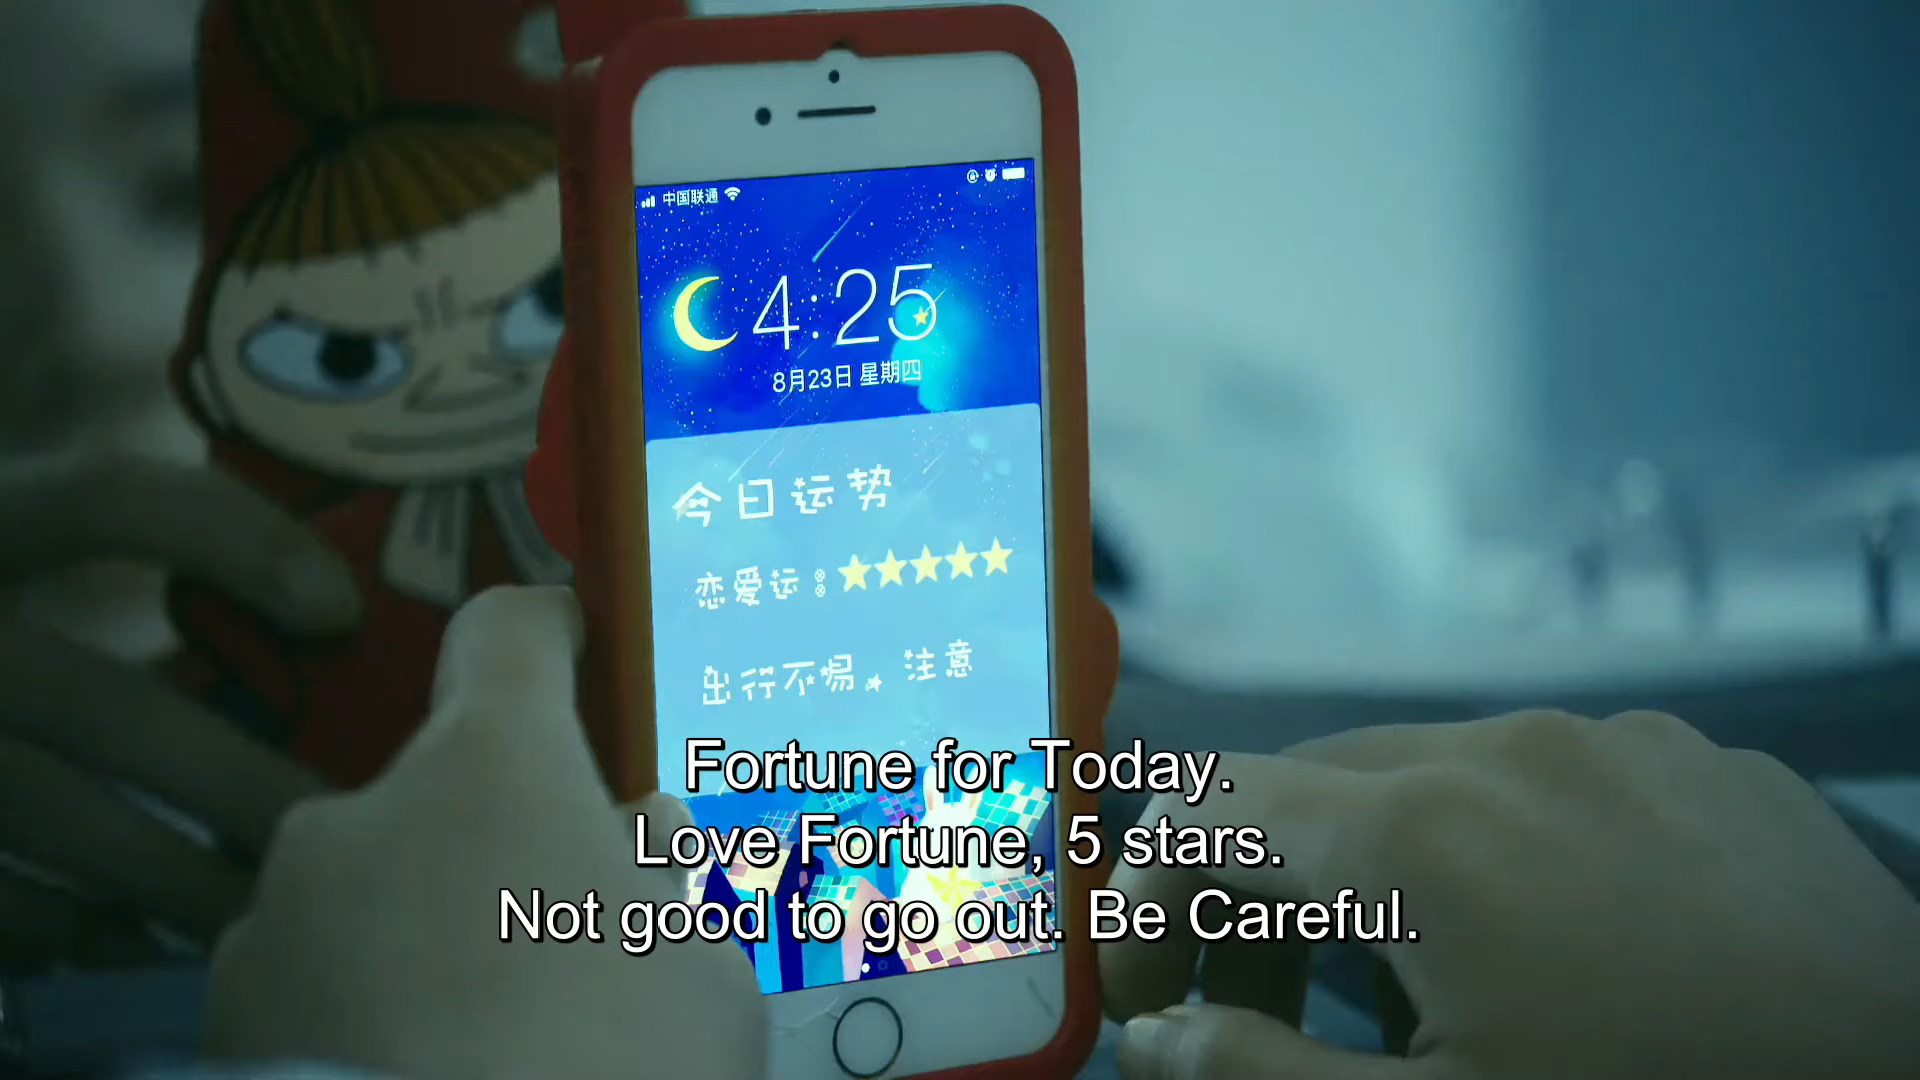 中国联通
4:25
8月23日 星期四
今日运势
恋爱运：★★★★★
出行不易。注意
Fortune for Today.
Love Fortune, 5 stars.
Not good to go out. Be Careful.